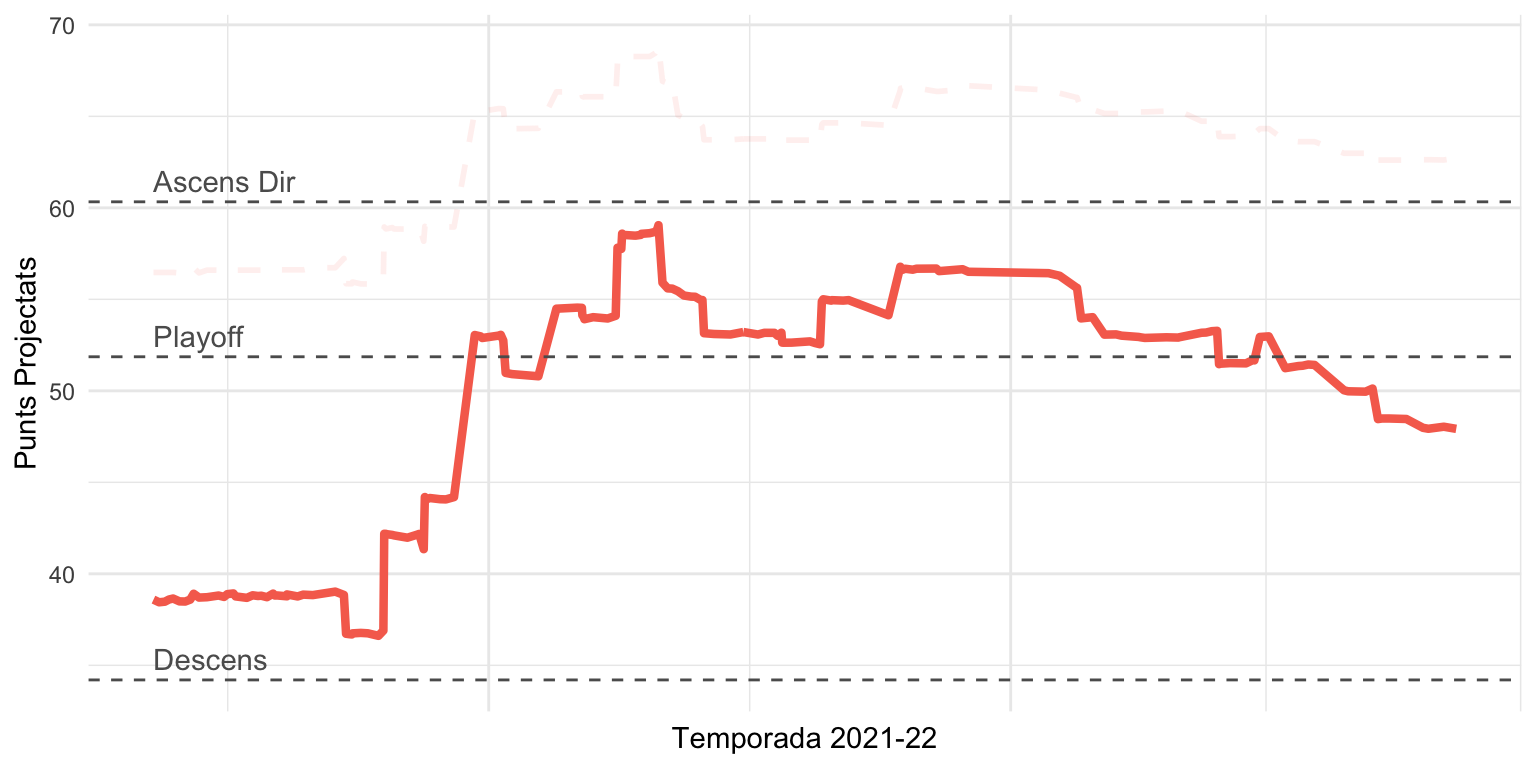 70
Ascens Dir
60
Playoff
50
40
Descens
Punts Projectats
Temporada 2021-22